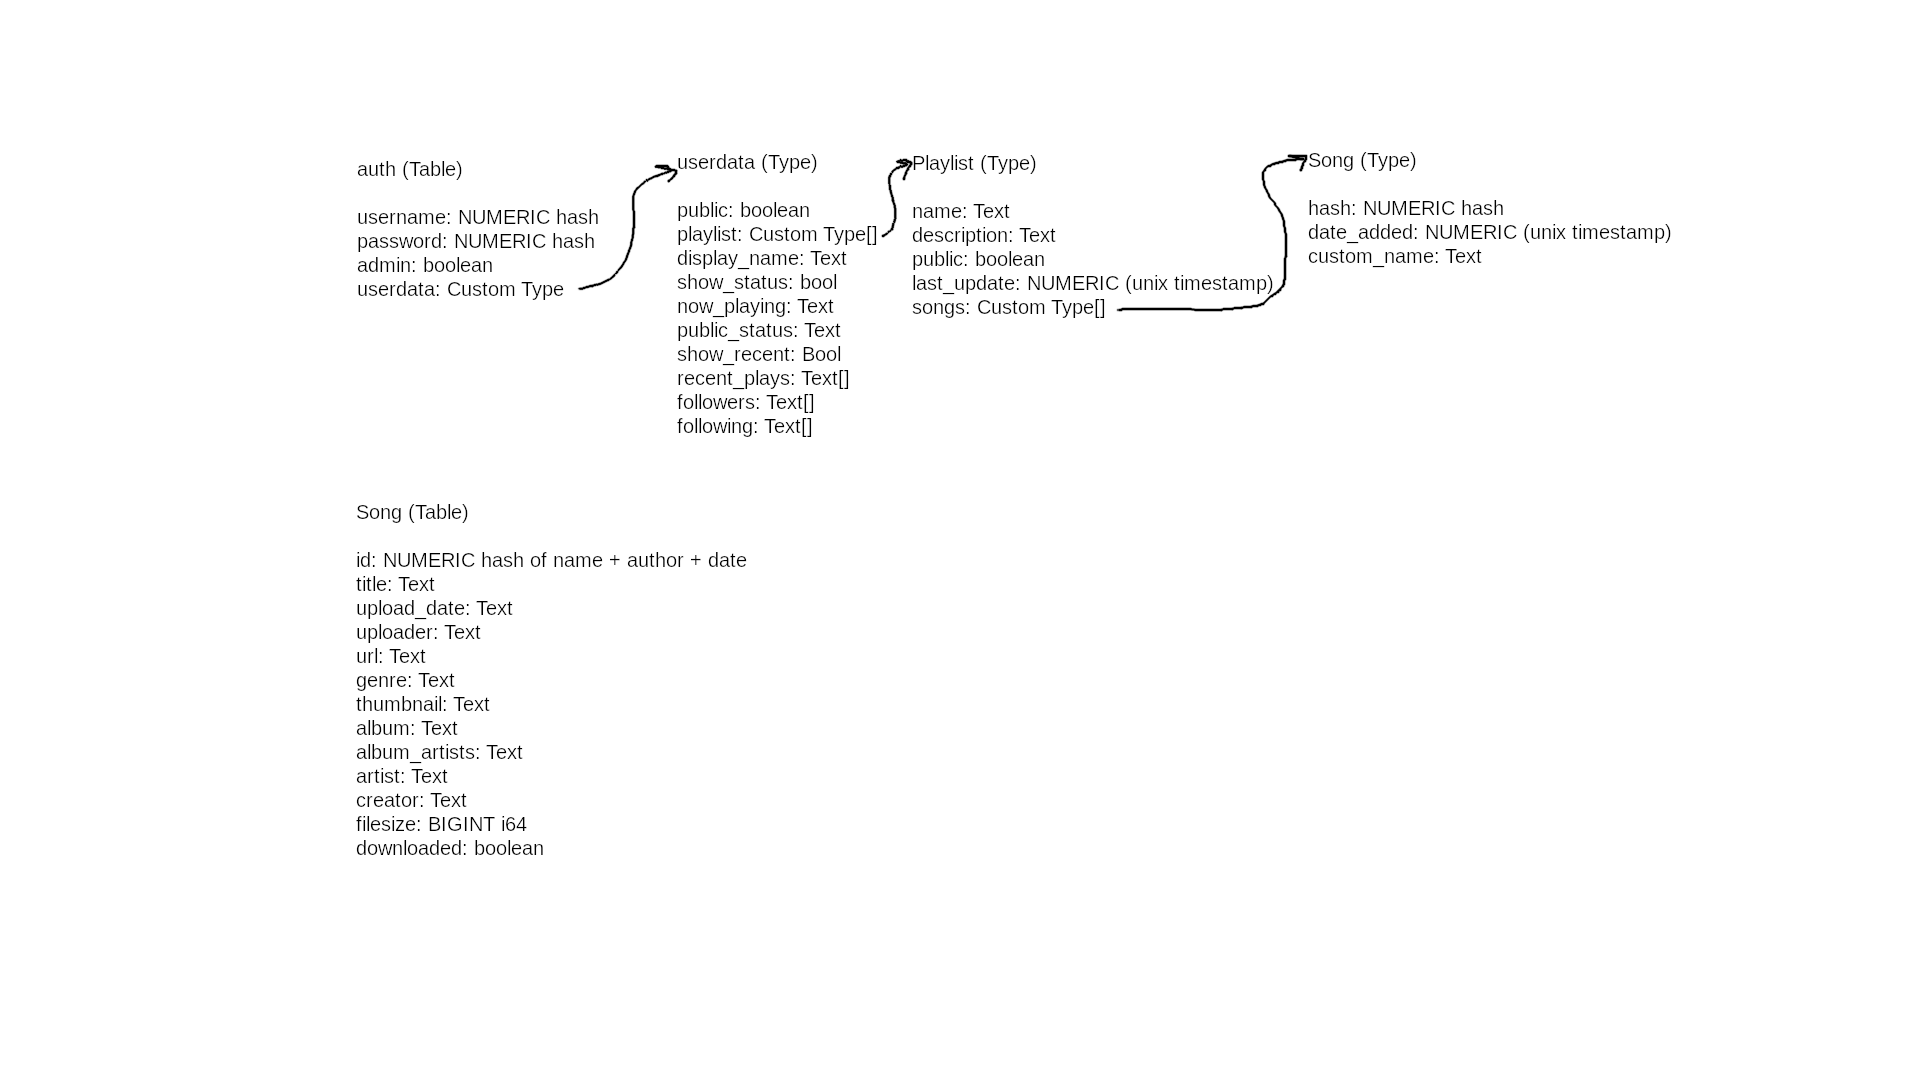 auth (Table)
username: NUMERIC hash
password: NUMERIC hash
admin: boolean
userdata: Custom Type
userdata (Type)
public: boolean
playlist: Custom Type[]
display_name: Text
show_status: bool
now_playing: Text
public_status: Text
show_recent: Bool
recent_plays: Text[]
followers: Text[]
following: Text[]
Playlist (Type)
name: Text
description: Text
public: boolean
last_update: NUMERIC (unix timestamp)
songs: Custom Type[]
Song (Type)
hash: NUMERIC hash
date_added: NUMERIC (unix timestamp)
custom_name: Text
Song (Table)
id: NUMERIC hash of name + author + date
title: Text
upload_date: Text
uploader: Text
url: Text
genre: Text
thumbnail: Text
album: Text
album_artists: Text
artist: Text
creator: Text
filesize: BIGINT i64
downloaded: boolean